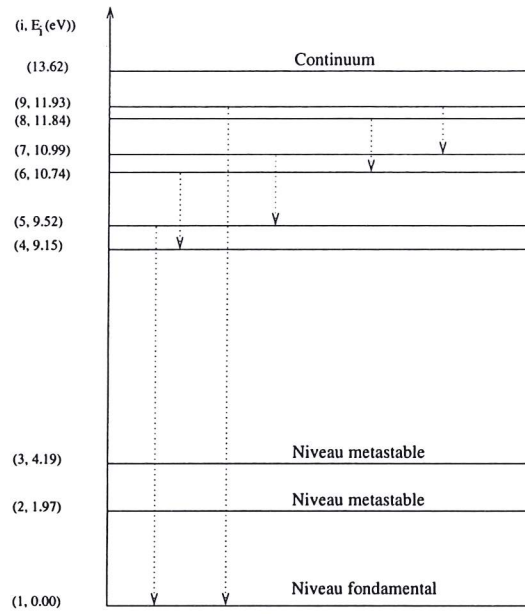 (i, E_i (eV))
(13.62)
Continuum
(9, 11.93)
(8, 11.84)
(7, 10.99)
(6, 10.74)
(5, 9.52)
(4, 9.15)
(3, 4.19)
Niveau metastable
(2, 1.97)
Niveau metastable
(1, 0.00)
Niveau fondamental